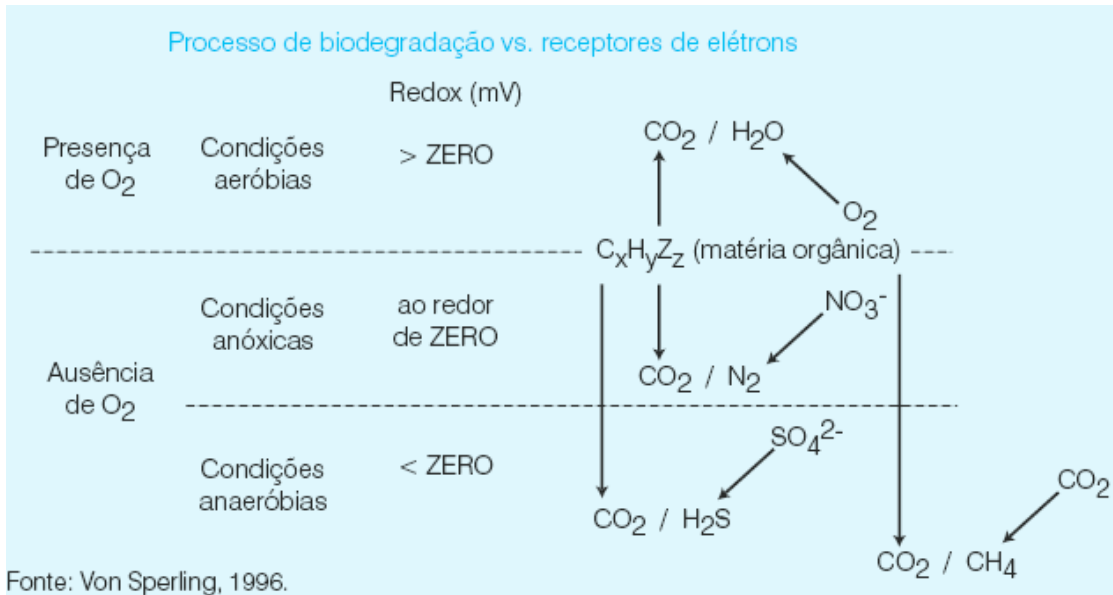 Processo de biodegradação vs. receptores de elétrons
Redox (mV)
Presença
de O₂
Condições
aeróbias
> ZERO
CO₂ / H₂O
O₂
CₓHᵧZ_z (matéria orgânica)
Ausência
de O₂
Condições
anóxicas
ao redor
de ZERO
NO₃⁻
CO₂ / N₂
Condições
anaeróbias
< ZERO
SO₄²⁻
CO₂ / H₂S
CO₂
CO₂ / CH₄
Fonte: Von Sperling, 1996.